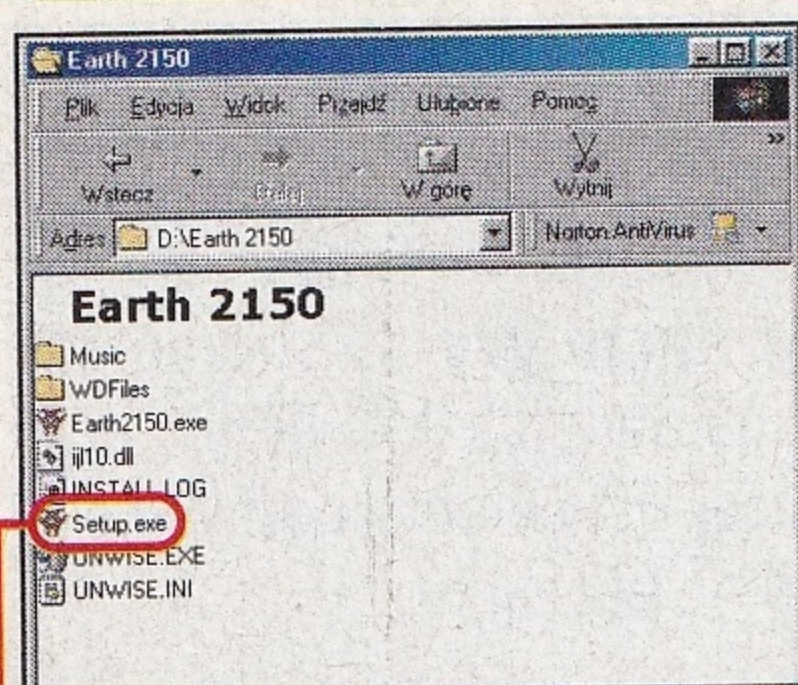 Earth 2150
Plik Edycja Widok Przejdź Ulubione Pomoc
Wstecz Dalej W górę Wytnij »
Adres D:\Earth 2150 Norton AntiVirus
Earth 2150
Music
WDFiles
Earth2150.exe
ijl10.dll
INSTALL.LOG
Setup.exe
UNWISE.EXE
UNWISE.INI